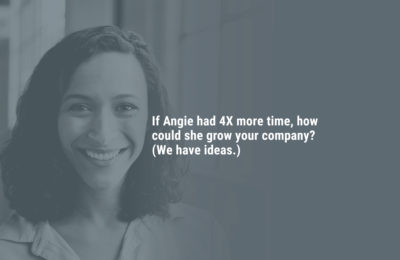 If Angie had 4X more time, how
could she grow your company?
(We have ideas.)